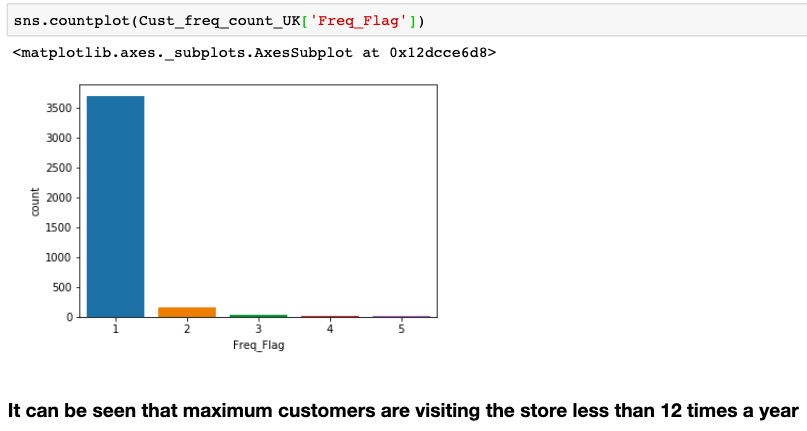 sns.countplot(Cust_freq_count_UK['Freq_Flag'])
<matplotlib.axes._subplots.AxesSubplot at 0x12dcce6d8>
3500
3000
2500
2000
1500
1000
500
0
count
1 2 3 4 5
Freq_Flag
It can be seen that maximum customers are visiting the store less than 12 times a year